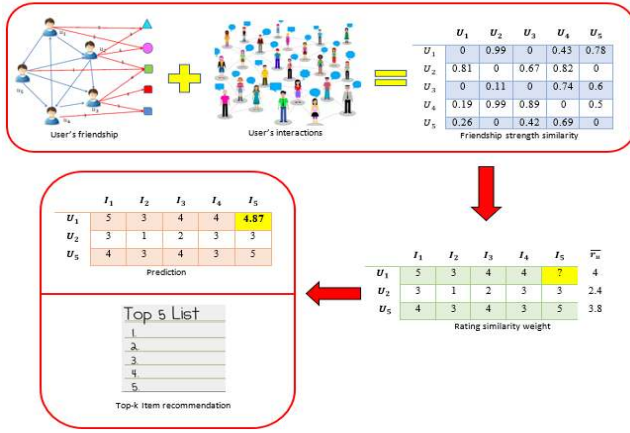 U₁ U₂ U₃ U₄ U₅
U₁ 0 0.99 0 0.43 0.78
U₂ 0.81 0 0.67 0.82 0
U₃ 0 0.11 0 0.74 0.6
U₄ 0.19 0.99 0.89 0 0.5
U₅ 0.26 0 0.42 0.69 0
User's friendship
User's interactions
Friendship strength similarity
I₁ I₂ I₃ I₄ I₅
U₁ 5 3 4 4 4.87
U₂ 3 1 2 3 3
U₅ 4 3 4 3 5
Prediction
I₁ I₂ I₃ I₄ I₅ r̅ᵤ
U₁ 5 3 4 4 ? 4
U₂ 3 1 2 3 3 2.4
U₅ 4 3 4 3 5 3.8
Rating similarity weight
Top 5 List
1.
2.
3.
4.
5.
Top-k Item recommendation